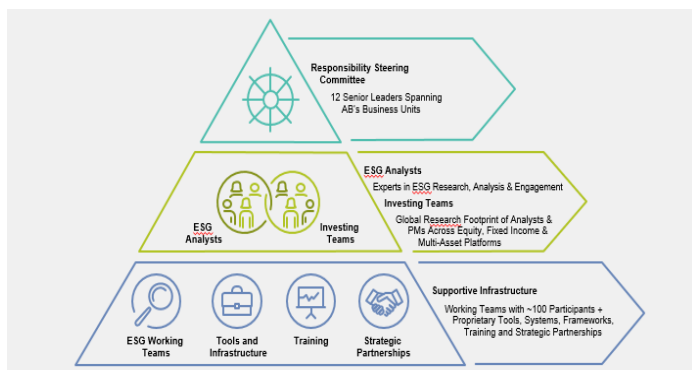 Responsibility Steering
Committee
12 Senior Leaders Spanning
AB's Business Units
ESG
Analysts
Investing
Teams
ESG Analysts
Experts in ESG Research, Analysis & Engagement
Investing Teams
Global Research Footprint of Analysts &
PMs Across Equity, Fixed Income &
Multi-Asset Platforms
ESG Working
Teams
Tools and
Infrastructure
Training
Strategic
Partnerships
Supportive Infrastructure
Working Teams with ~100 Participants +
Proprietary Tools, Systems, Frameworks,
Training and Strategic Partnerships